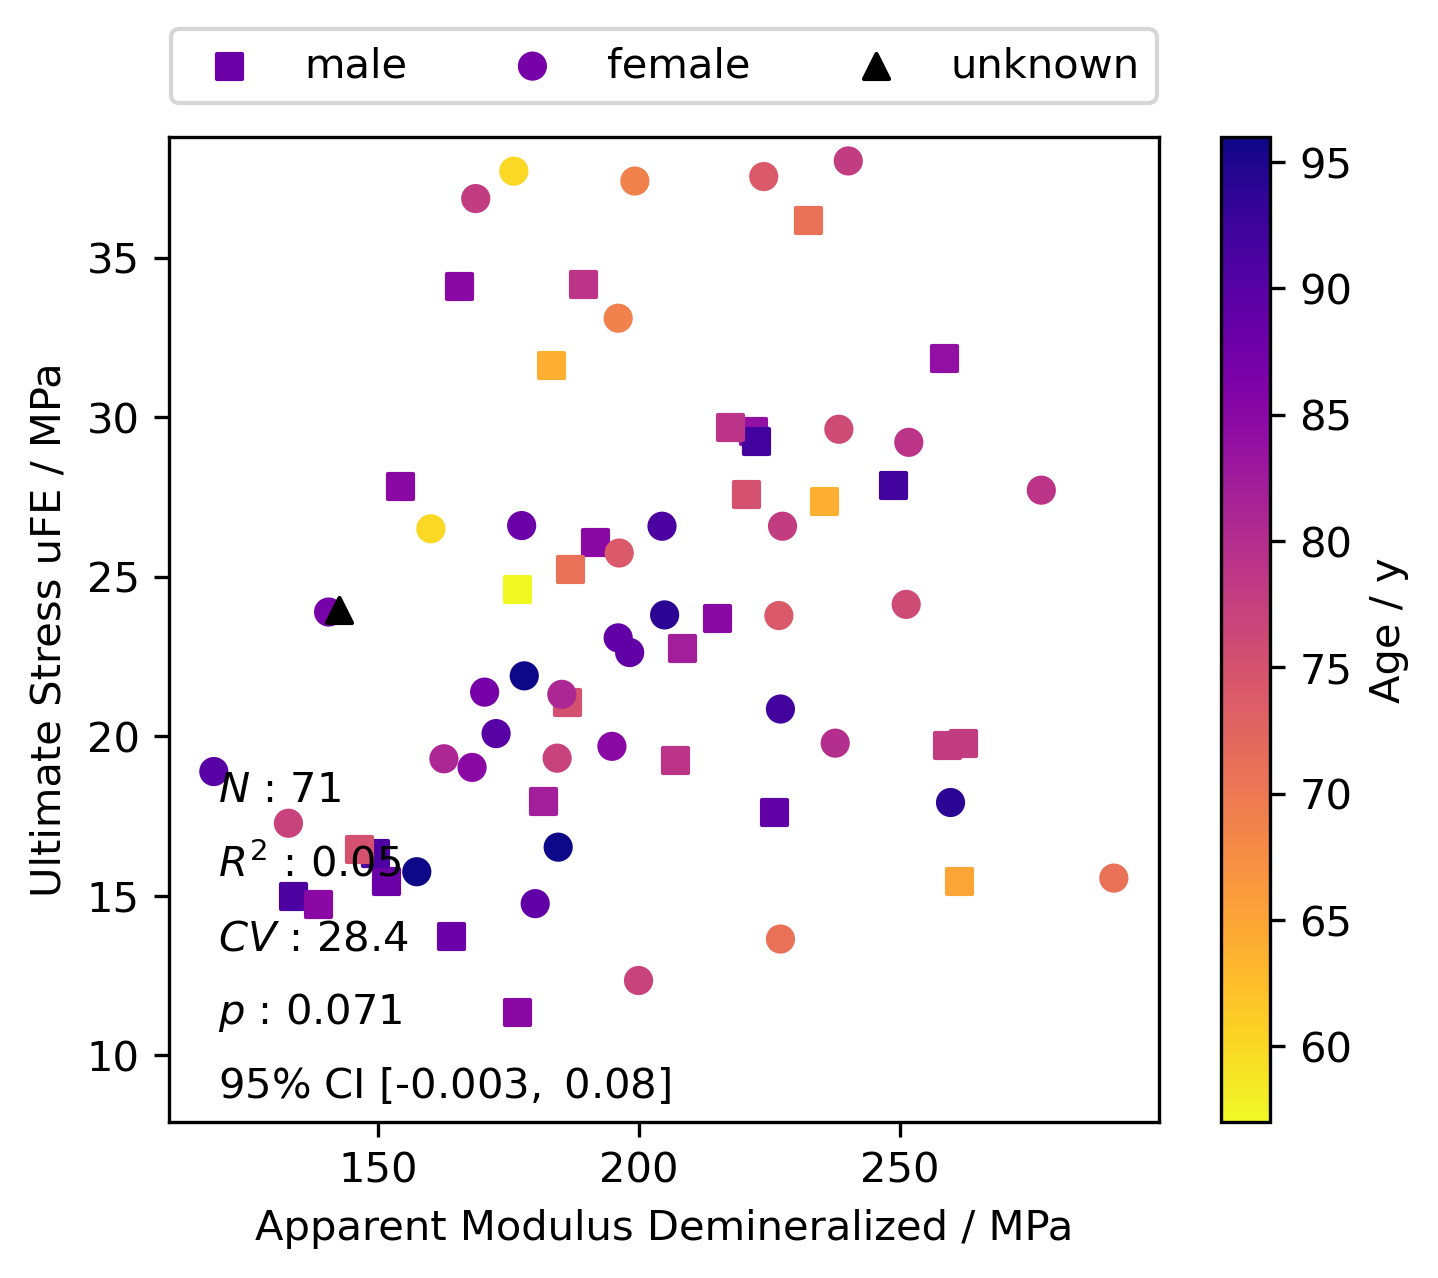 male female unknown
35
30
25
20
15
10
Ultimate Stress uFE / MPa
N : 71
R² : 0.05
CV : 28.4
p : 0.071
95% CI [-0.003, 0.08]
150 200 250
Apparent Modulus Demineralized / MPa
95
90
85
80
75
70
65
60
Age / y